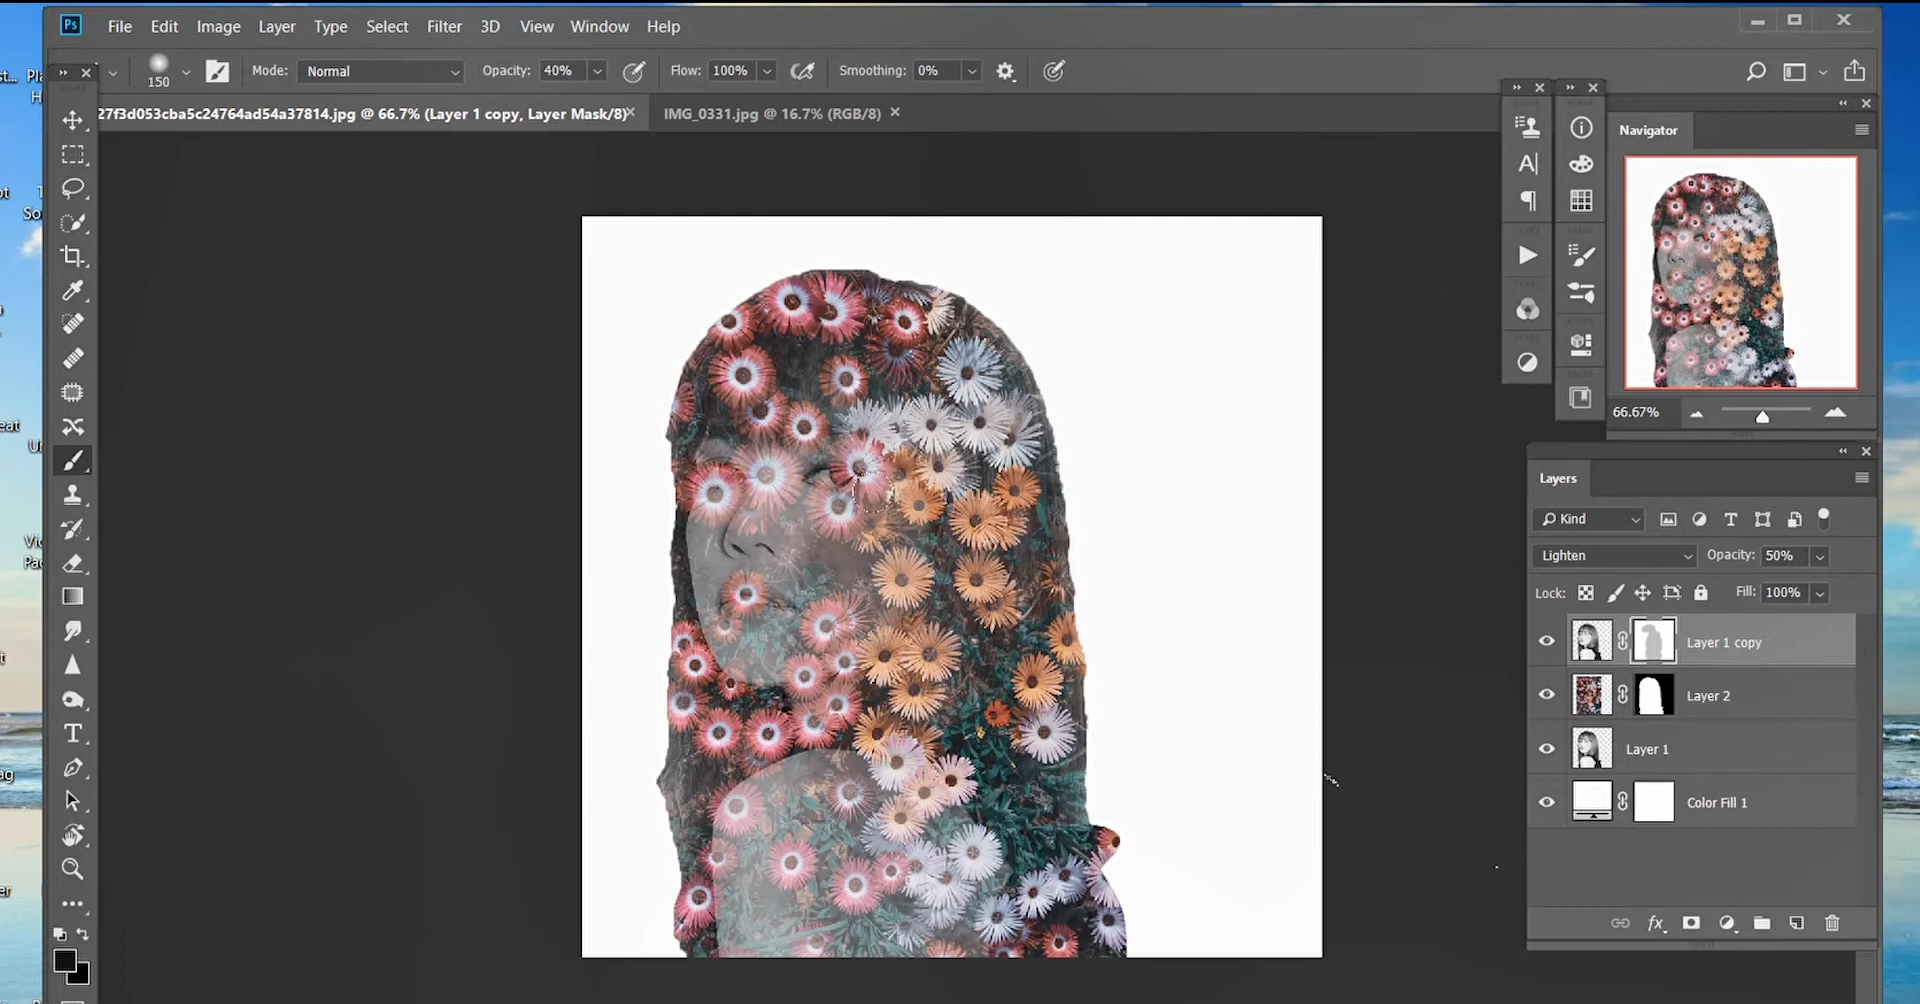 Ps File Edit Image Layer Type Select Filter 3D View Window Help
150 Mode: Normal Opacity: 40% Flow: 100% Smoothing: 0%
27f3d053cba5c24764ad54a37814.jpg @ 66.7% (Layer 1 copy, Layer Mask/8) IMG_0331.jpg @ 16.7% (RGB/8)
Navigator
66.67%
Layers
Kind
Lighten Opacity: 50%
Lock: Fill: 100%
Layer 1 copy
Layer 2
Layer 1
Color Fill 1